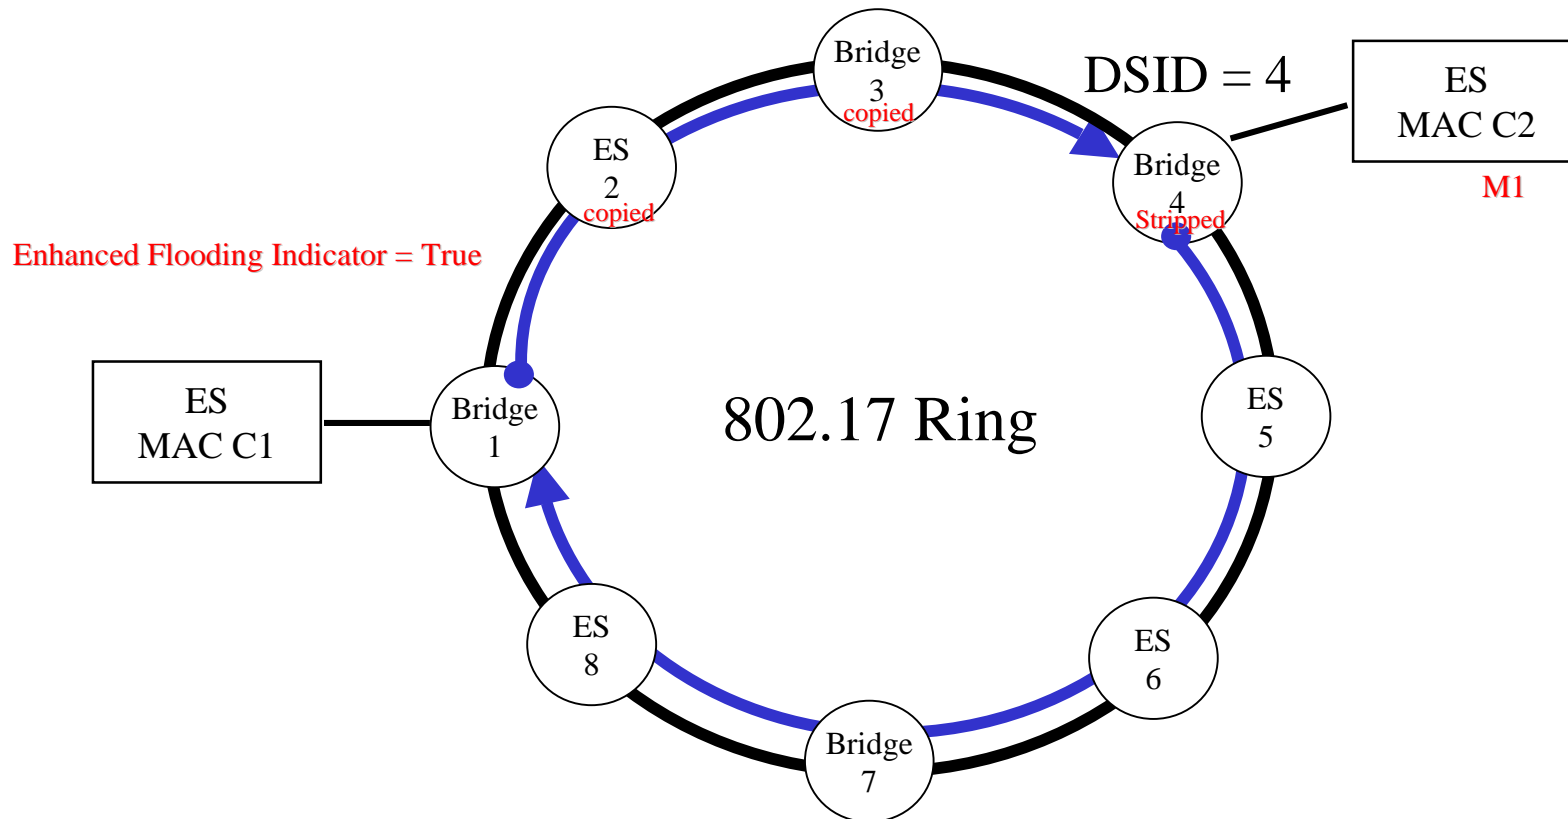 Bridge
3
copied
DSID = 4
ES
MAC C2
M1
ES
2
copied
Bridge
4
Stripped
Enhanced Flooding Indicator = True
ES
MAC C1
Bridge
1
802.17 Ring
ES
5
ES
8
ES
6
Bridge
7